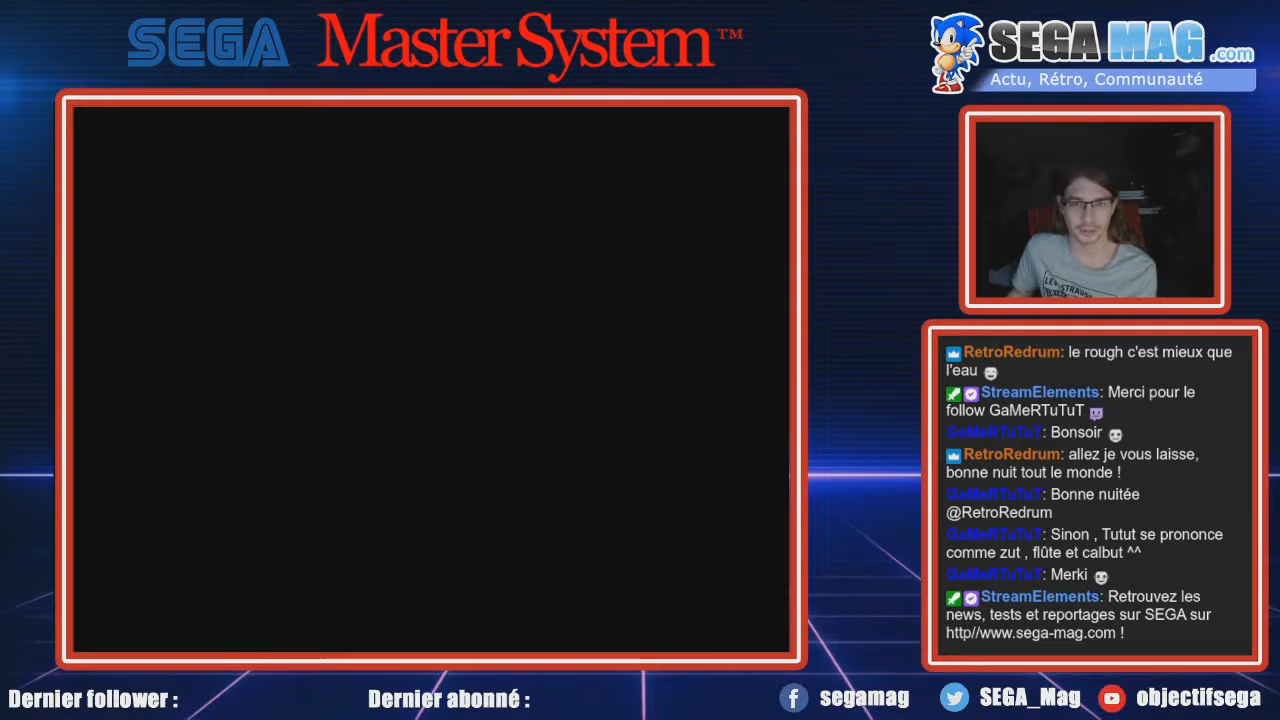 SEGA Master System™
SEGA MAG .com
Actu, Rétro, Communauté
LEVI STRAUSS
RetroRedrum: le rough c'est mieux que
l'eau
StreamElements: Merci pour le
follow GaMeRTuTuT
GaMeRTuTuT: Bonsoir
RetroRedrum: allez je vous laisse,
bonne nuit tout le monde !
GaMeRTuTuT: Bonne nuitée
@RetroRedrum
GaMeRTuTuT: Sinon , Tutut se prononce
comme zut , flûte et calbut ^^
GaMeRTuTuT: Merki
StreamElements: Retrouvez les
news, tests et reportages sur SEGA sur
http//www.sega-mag.com !
Dernier follower :
Dernier abonné :
segamag
SEGA_Mag
objectifsega